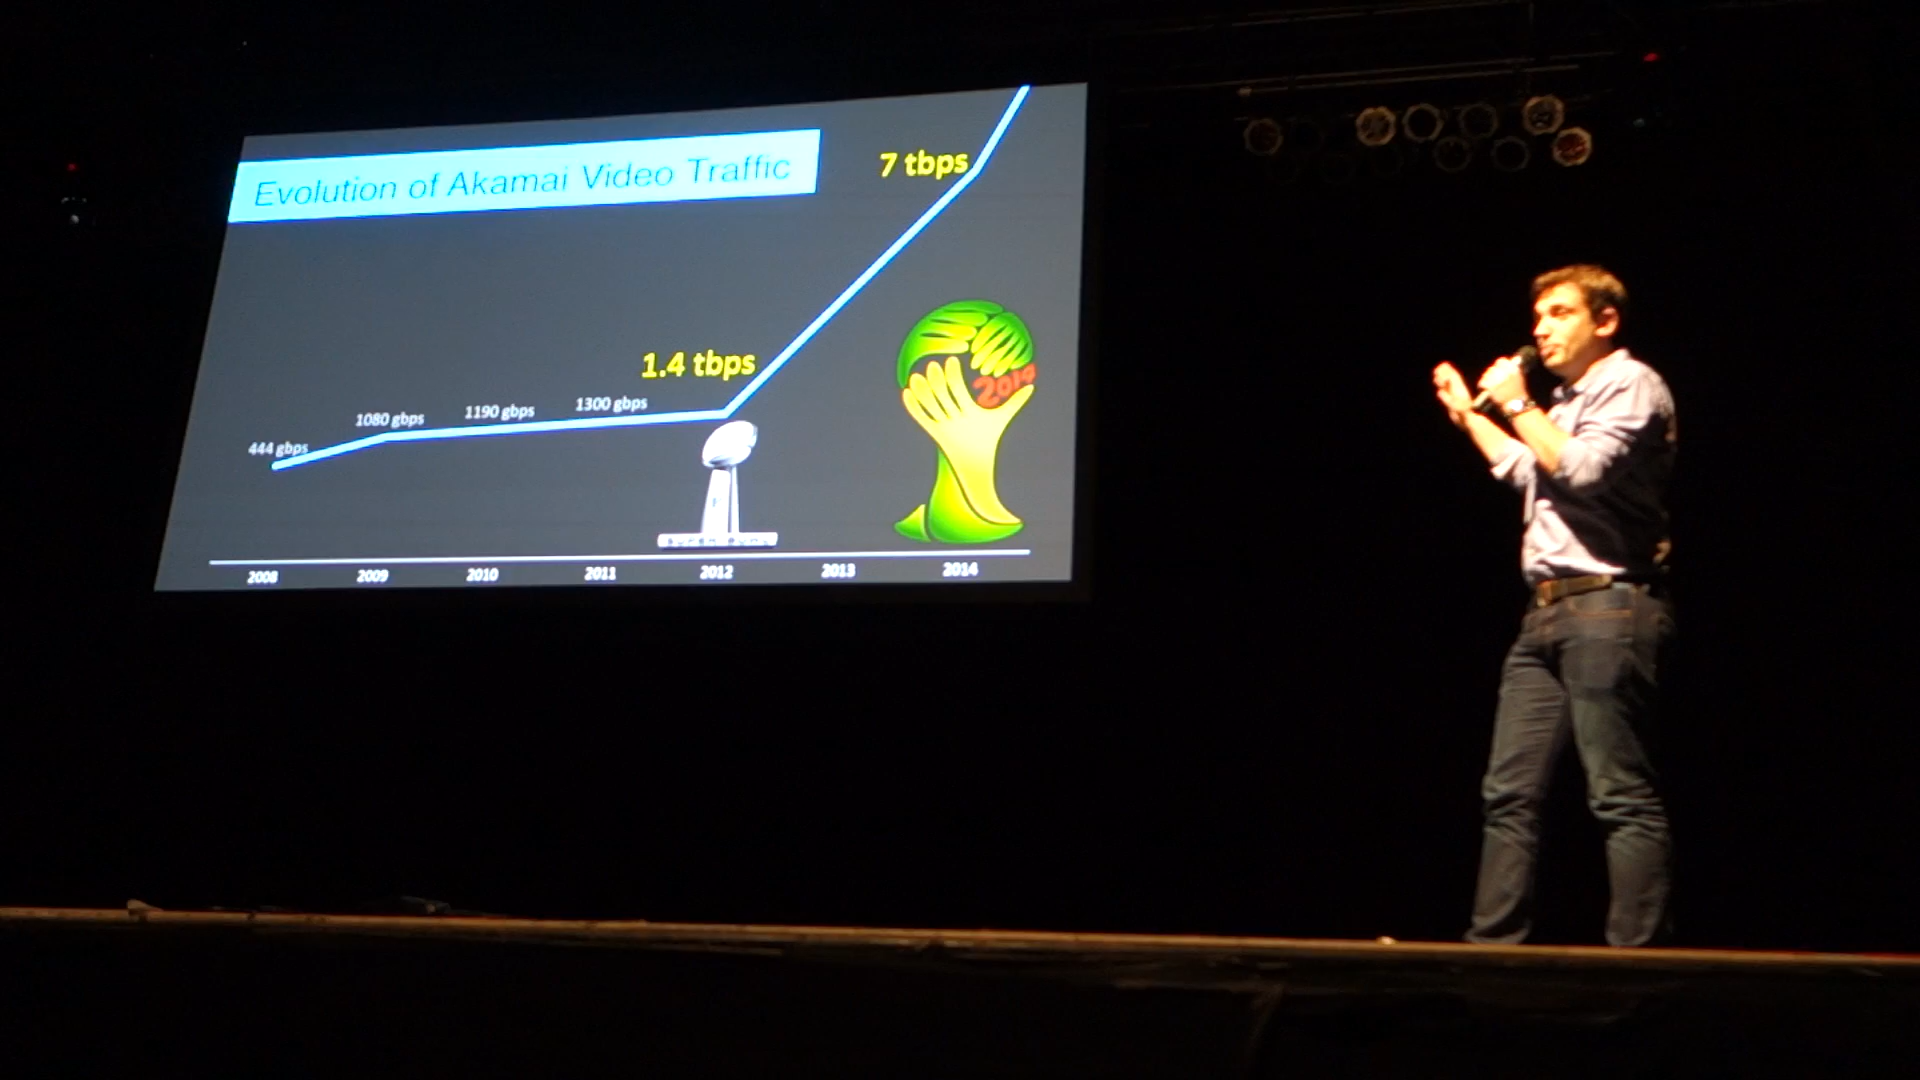 Evolution of Akamai Video Traffic
7 tbps
1.4 tbps
1300 gbps
1190 gbps
1080 gbps
444 gbps
2014
2008 2009 2010 2011 2012 2013 2014